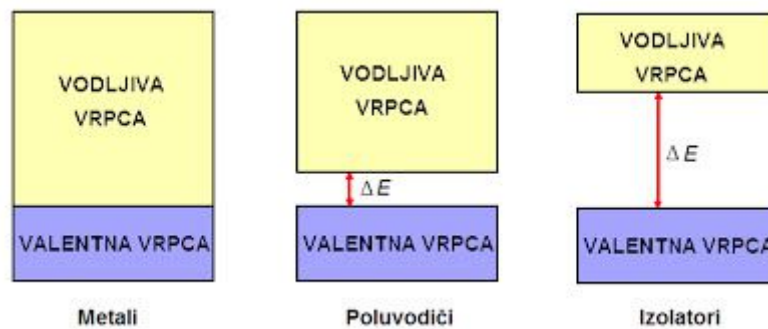 VODLJIVA
VRPCA
VALENTNA VRPCA
Metali
VODLJIVA
VRPCA
ΔE
VALENTNA VRPCA
Poluvodiči
VODLJIVA
VRPCA
ΔE
VALENTNA VRPCA
Izolatori